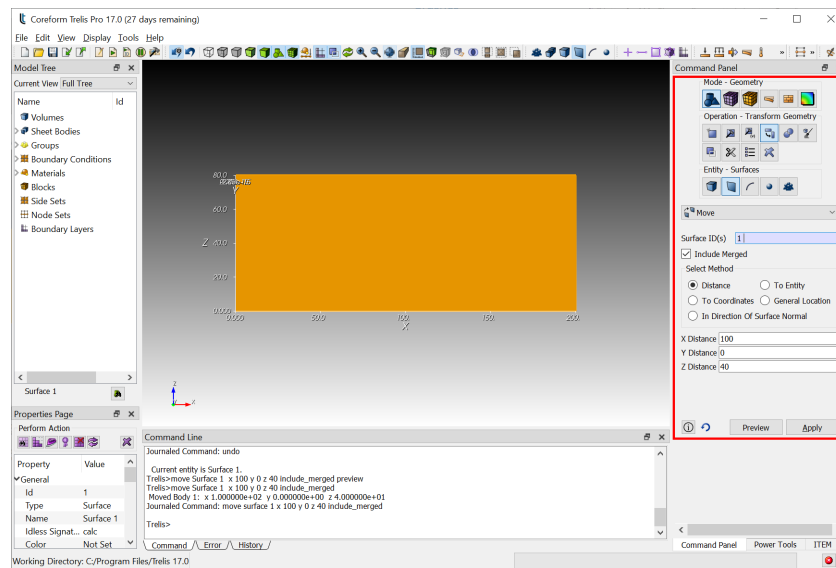 Coreform Trelis Pro 17.0 (27 days remaining)
File Edit View Display Tools Help
Model Tree
Current View Full Tree
Name Id
Volumes
Sheet Bodies
Groups
Boundary Conditions
Materials
Blocks
Side Sets
Node Sets
Boundary Layers
Surface 1
Properties Page
Perform Action
Property Value
General
Id 1
Type Surface
Name Surface 1
Idless Signat... calc
Color Not Set
80.0
Y
60.0
Z 40.0
20.0
0.000
0.000 50.0 100. 150. 200.
X
Z
X
Command Line
Journaled Command: undo
Current entity is Surface 1.
Trelis>move Surface 1 x 100 y 0 z 40 include_merged preview
Trelis>move Surface 1 x 100 y 0 z 40 include_merged
Moved Body 1: x 1.000000e+02 y 0.000000e+00 z 4.000000e+01
Journaled Command: move surface 1 x 100 y 0 z 40 include_merged
Trelis>
Command Error History
Command Panel
Mode - Geometry
Operation - Transform Geometry
Entity - Surfaces
Move
Surface ID(s) 1
Include Merged
Select Method
Distance To Entity
To Coordinates General Location
In Direction Of Surface Normal
X Distance 100
Y Distance 0
Z Distance 40
Preview Apply
Command Panel Power Tools ITEM
Working Directory: C:/Program Files/Trelis 17.0